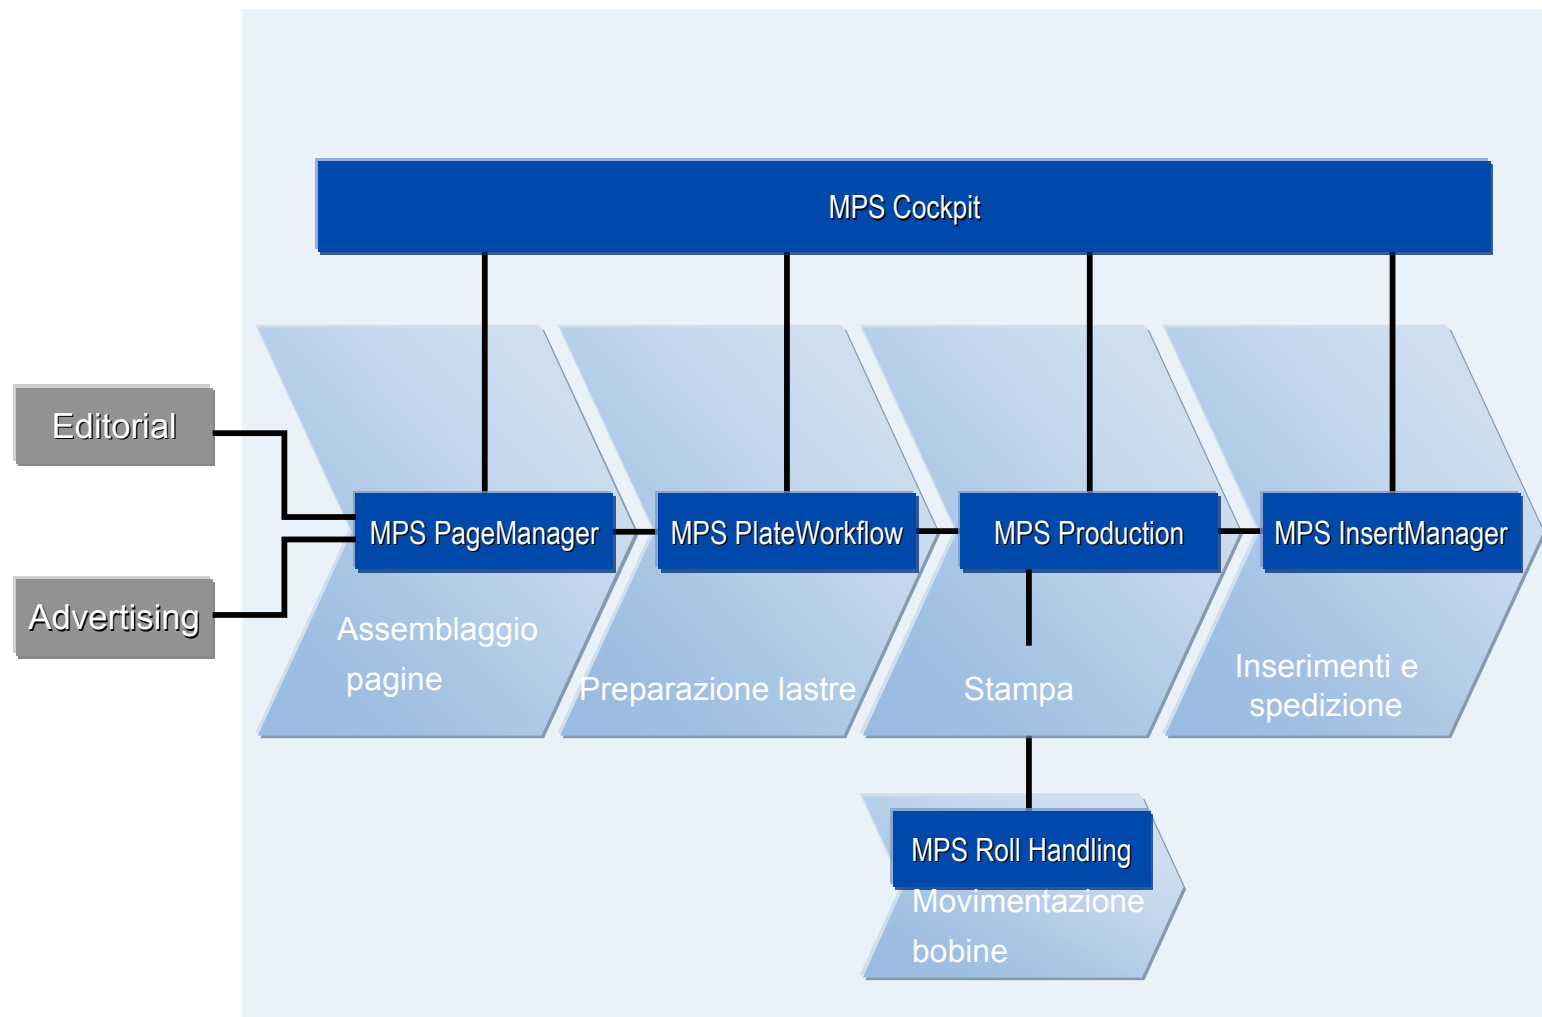 MPS Cockpit
Editorial
Advertising
MPS PageManager
MPS PlateWorkflow
MPS Production
MPS InsertManager
Assemblaggio
pagine
Preparazione lastre
Stampa
Inserimenti e
spedizione
MPS Roll Handling
Movimentazione
bobine